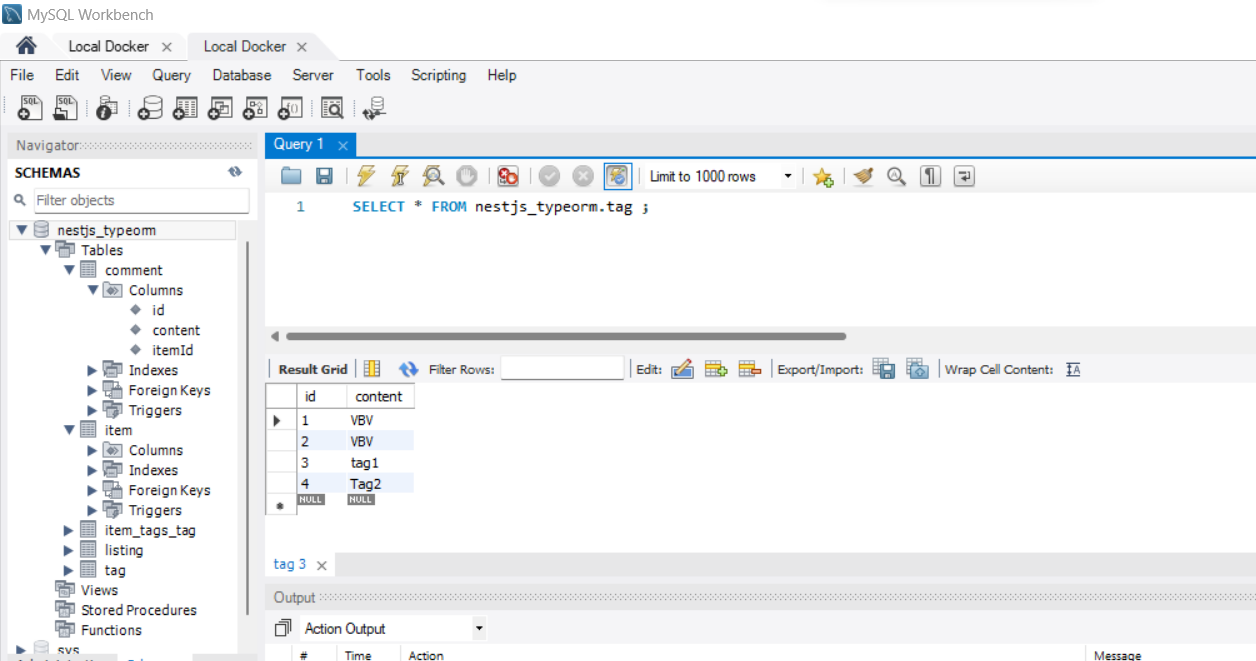 MySQL Workbench
Local Docker
Local Docker
File Edit View Query Database Server Tools Scripting Help
SQL SQL
Navigator
SCHEMAS
Filter objects
nestjs_typeorm
Tables
comment
Columns
id
content
itemId
Indexes
Foreign Keys
Triggers
item
Columns
Indexes
Foreign Keys
Triggers
item_tags_tag
listing
tag
Views
Stored Procedures
Functions
sys
Query 1
Limit to 1000 rows
1 SELECT * FROM nestjs_typeorm.tag ;
Result Grid Filter Rows: Edit: Export/Import: Wrap Cell Content: IA
id content
1 VBV
2 VBV
3 tag1
4 Tag2
NULL NULL
tag 3
Output
Action Output
# Time Action Message